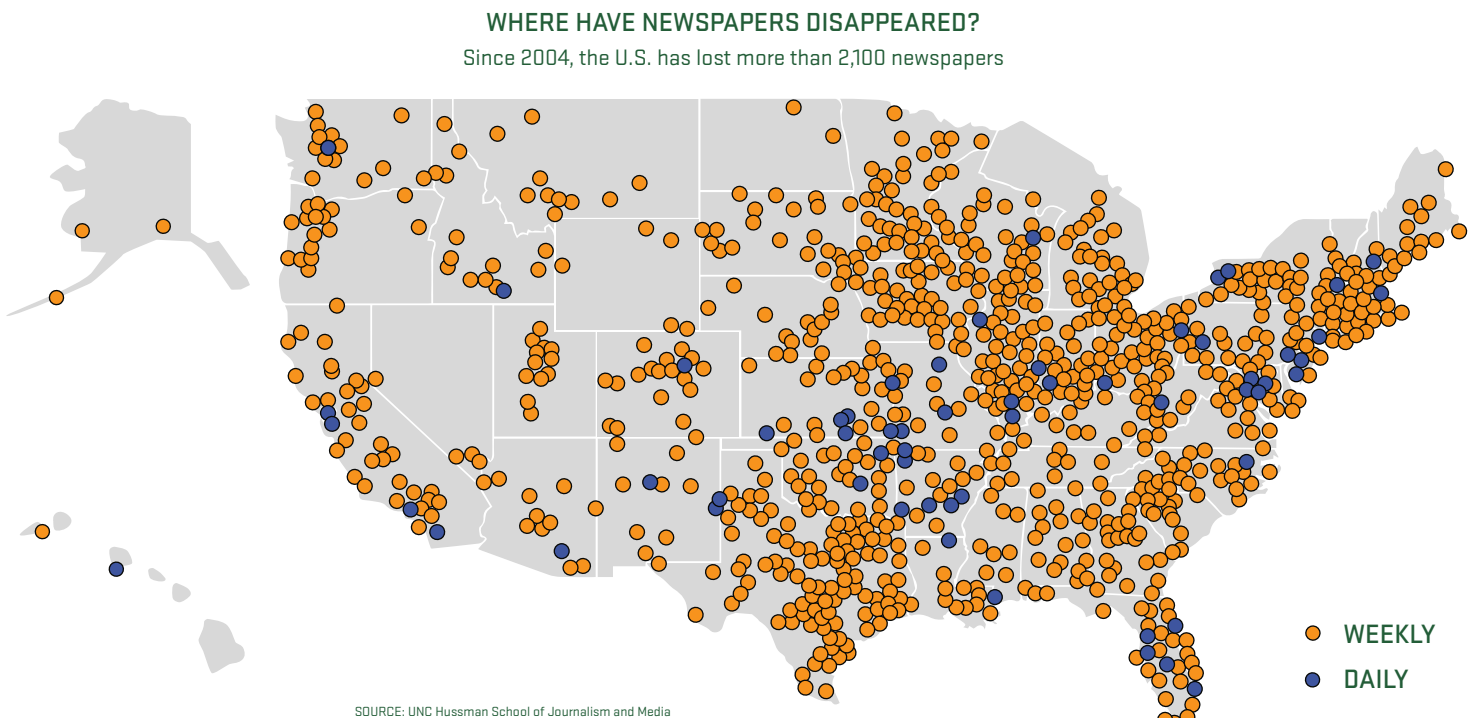 WHERE HAVE NEWSPAPERS DISAPPEARED?
Since 2004, the U.S. has lost more than 2,100 newspapers
WEEKLY
DAILY
SOURCE: UNC Hussman School of Journalism and Media